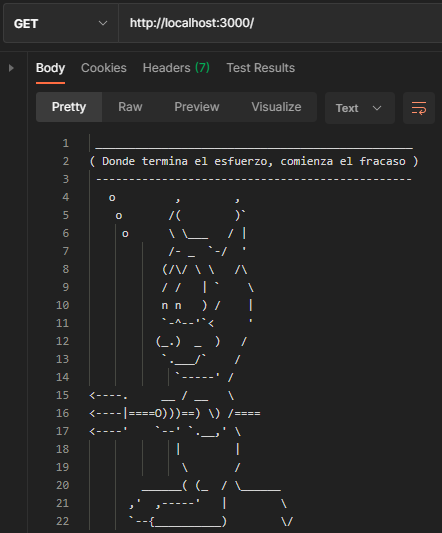 GET http://localhost:3000/
Body Cookies Headers (7) Test Results
Pretty Raw Preview Visualize Text
1  _______________________________________________
2 ( Donde termina el esfuerzo, comienza el fracaso )
3  -----------------------------------------------
4    o         ,        ,
5     o       /(        )`
6      o      \ \___   / |
7             /- _  `-/  '
8            (/\/ \ \   /\
9            / /   | `    \
10            n n   ) /    |
11            `-^--'`<     '
12           (_.)  _  )   /
13            `.___/`    /
14              `-----' /
15 <----.     __ / __   \
16 <----|====O)))==) \) /====
17 <----'    `--' `.__,' \
18              |        |
19               \       /
20         ______( (_  / \______
21       ,'  ,-----'   |        \
22       `--{__________)        \/